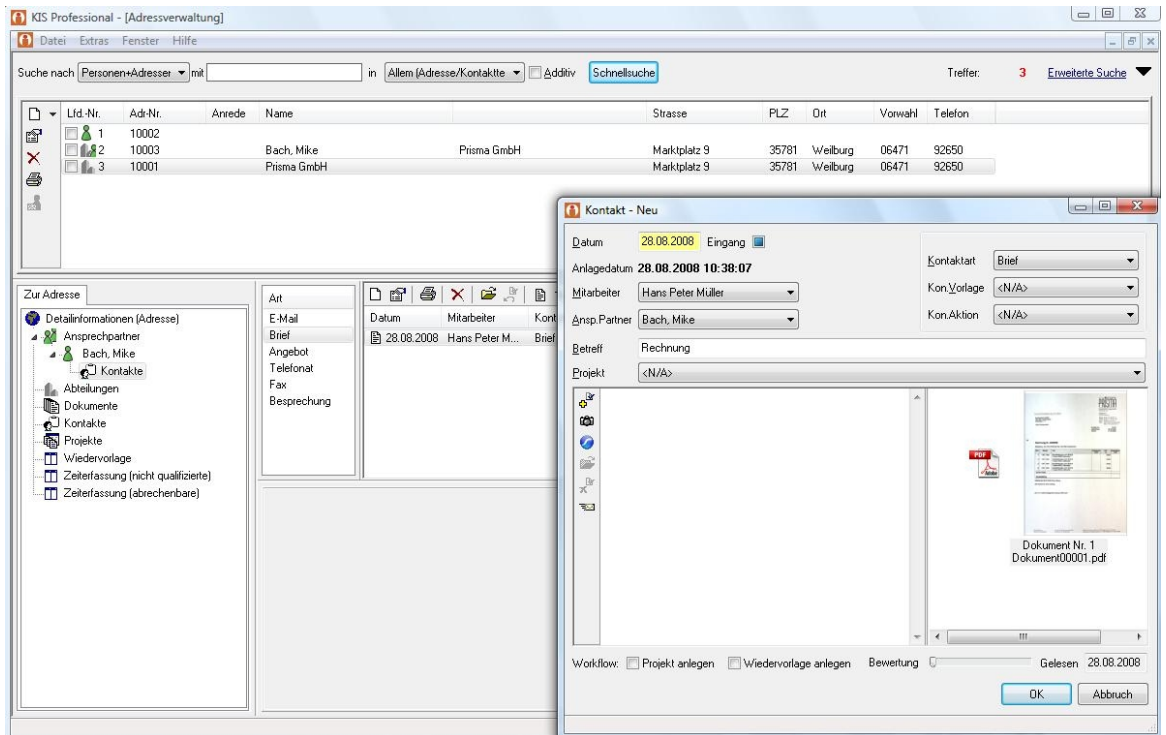 KIS Professional - [Adressverwaltung]
Datei Extras Fenster Hilfe
Suche nach Personen+Adresser mit in Allem (Adresse/Kontaktte Additiv Schnellsuche Treffer: 3 Erweiterte Suche
Lfd.-Nr. Adr-Nr. Anrede Name Strasse PLZ Ort Vorwahl Telefon
1 10002
2 10003 Bach, Mike Prisma GmbH Marktplatz 9 35781 Weilburg 06471 92650
3 10001 Prisma GmbH Marktplatz 9 35781 Weilburg 06471 92650
Zur Adresse
Detailinformationen (Adresse)
Ansprechpartner
Bach, Mike
Kontakte
Abteilungen
Dokumente
Kontakte
Projekte
Wiedervorlage
Zeiterfassung (nicht qualifizierte)
Zeiterfassung (abrechenbare)
Art
E-Mail
Brief
Angebot
Telefonat
Fax
Besprechung
Datum Mitarbeiter Kont
28.08.2008 Hans Peter M... Brief
Kontakt - Neu
Datum 28.08.2008 Eingang
Anlagedatum 28.08.2008 10:38:07
Mitarbeiter Hans Peter Müller
Ansp.Partner Bach, Mike
Kontaktart Brief
Kon.Vorlage <N/A>
Kon.Aktion <N/A>
Betreff Rechnung
Projekt <N/A>
PDF
Adobe
Dokument Nr. 1
Dokument00001.pdf
Workflow: Projekt anlegen Wiedervorlage anlegen Bewertung Gelesen 28.08.2008
OK Abbruch